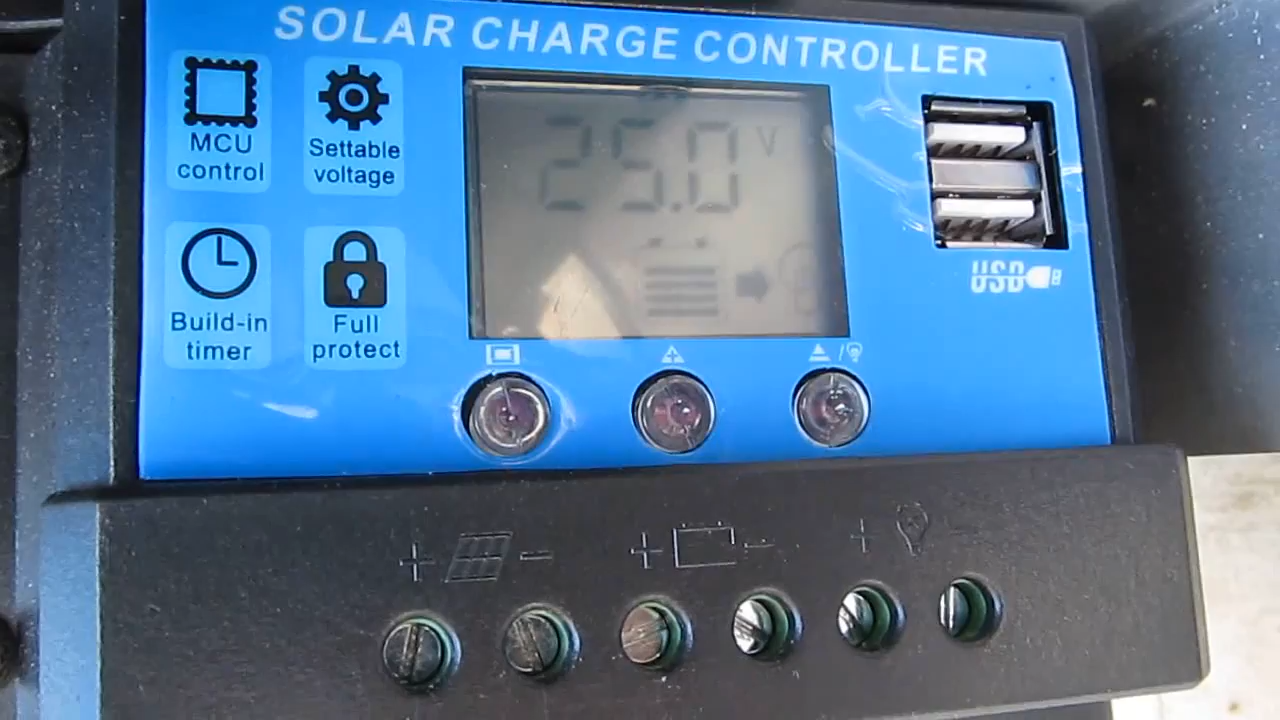 SOLAR CHARGE CONTROLLER
MCU
control
Settable
voltage
25.0 V
Build-in
timer
Full
protect
USB
+ -
+ -
+ -